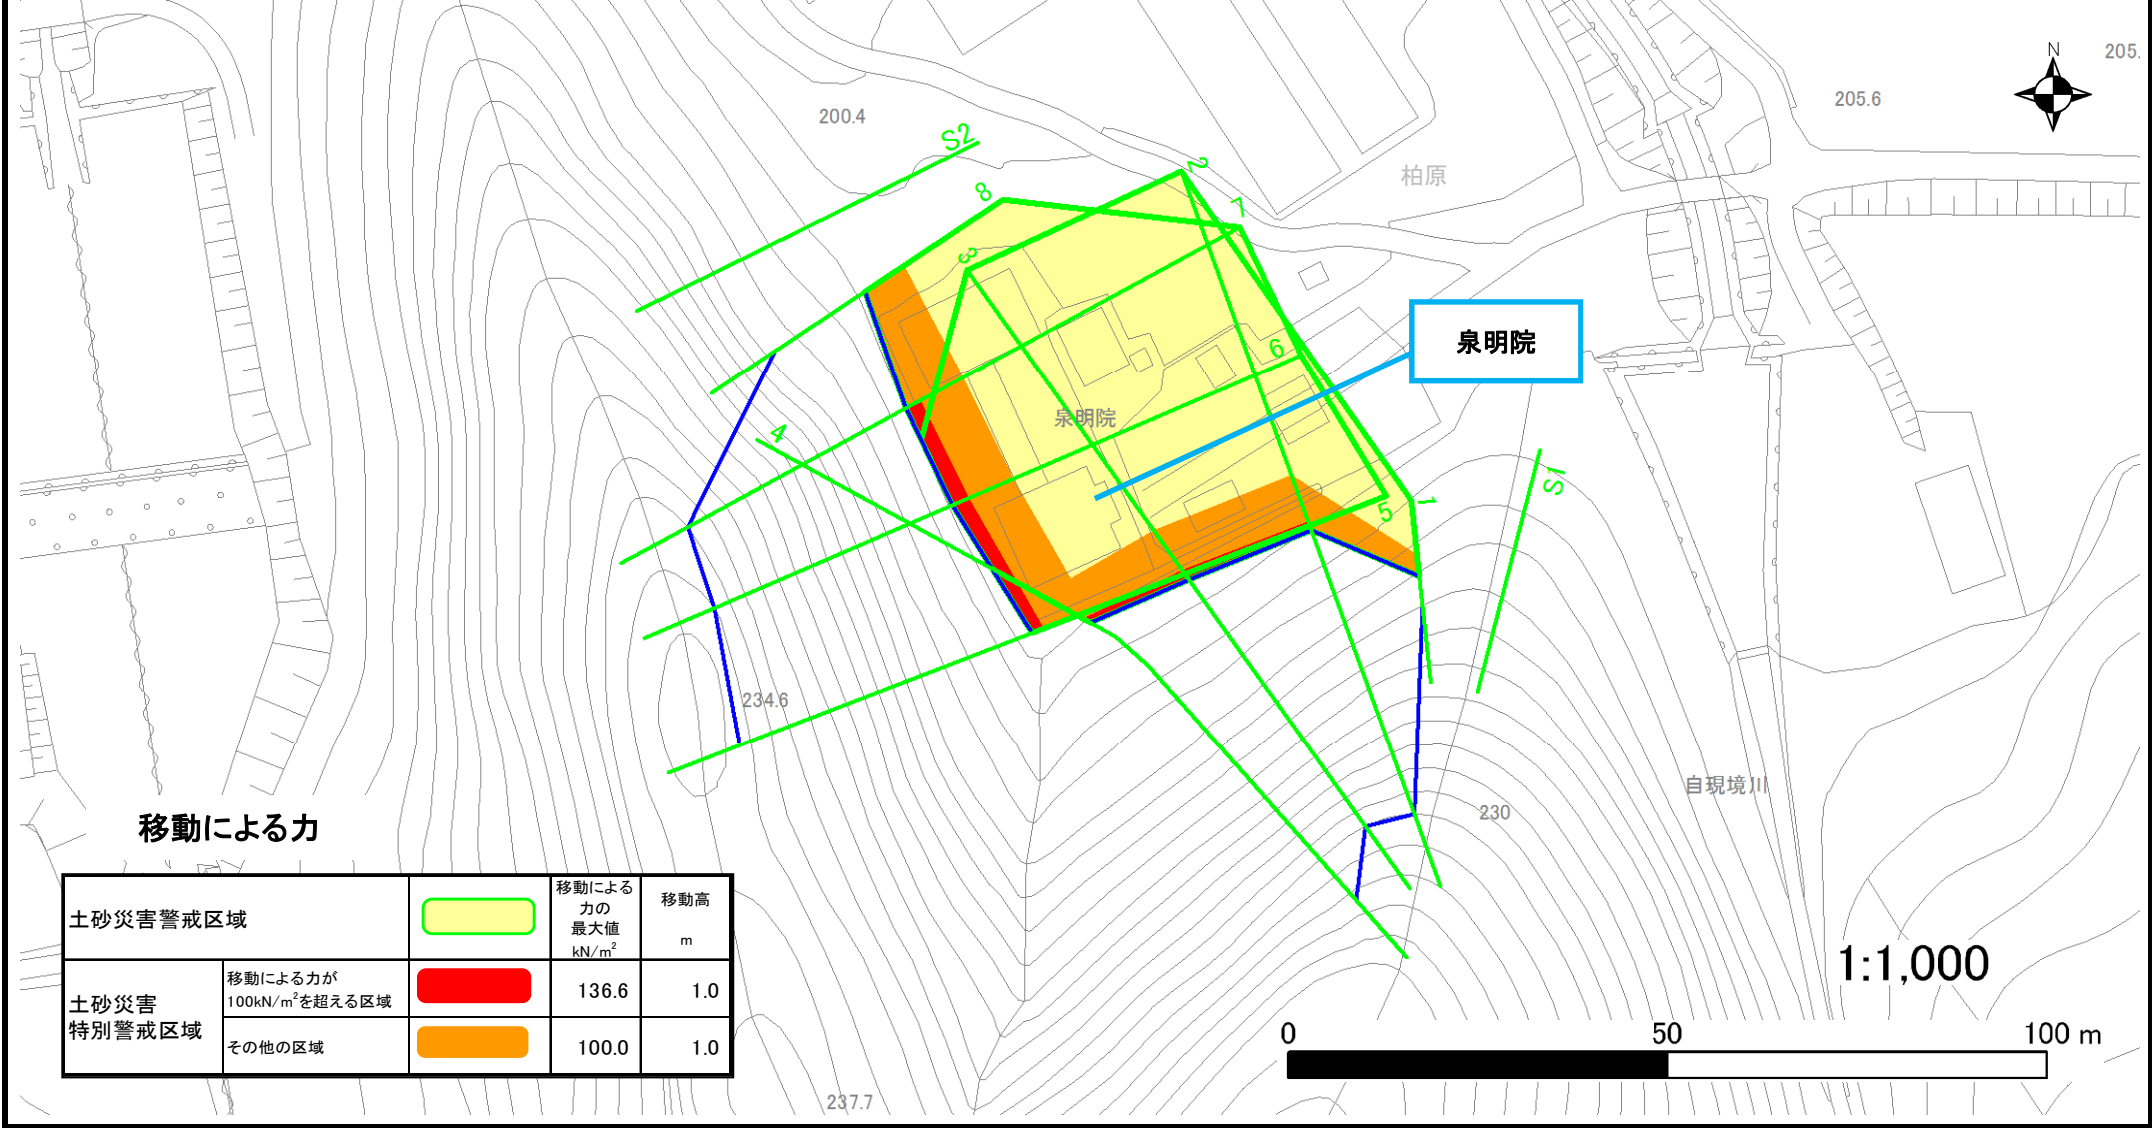 N
205.
205.6
200.4
S2
柏原
2
8
7
3
泉明院
6
泉明院
4
S1
1
5
234.6
自現境川
230
移動による力
土砂災害警戒区域
移動による
力の
最大値
kN/m²
移動高
m
土砂災害
特別警戒区域
移動による力が
100kN/m²を超える区域
136.6
1.0
その他の区域
100.0
1.0
1:1,000
0
50
100 m
237.7